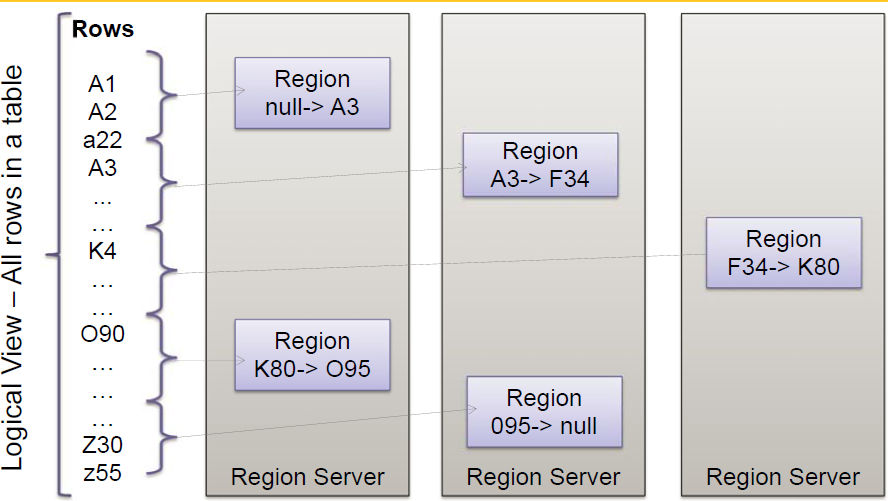 Logical View – All rows in a table
Rows
A1
A2
a22
A3
...
...
K4
...
...
O90
...
...
...
Z30
z55
Region
null-> A3
Region
K80-> O95
Region Server
Region
A3-> F34
Region
095-> null
Region Server
Region
F34-> K80
Region Server